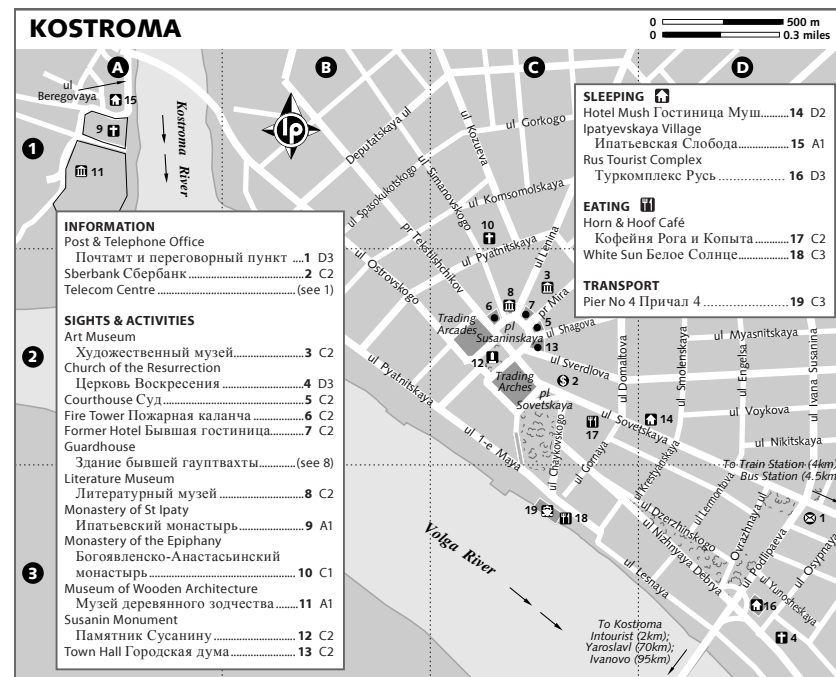 KOSTROMA
0 500 m
0 0.3 miles
A
B
C
D
1
2
3
ul
Beregovaya
15
9
11
Kostroma River
lp
Deputatskaya ul
ul Spasokukotskogo
ul Simanovskogo
ul Kozueva
ul Gorkogo
ul Komsomolskaya
pr Tekstilshchikov
ul Ostrovskogo
ul Pyatnitskaya
ul Lenina
10
3
8
6
7
pr Mira
5
ul Shagova
13
Trading
Arcades
pl
Susaninskaya
12
ul Sverdlova
Trading
Arches
2
pl
Sovetskaya
ul Pyatnitskaya
ul 1-e Maya
ul Chaykovskogo
17
ul Gornaya
ul Sovetskaya
14
ul Domaltova
ul Smolenskaya
ul Myasnitskaya
ul Engelsa
ul Ivana Susanina
ul Voykova
ul Nikitskaya
To Train Station (4km)
Bus Station (4.5km)
ul Krestyanskaya
ul Lermontova
ul Dzerzhinskogo
ul Nizhnyaya Debrya
Ovrazhnaya ul
ul Podlipaeva
ul Osypnaya
ul Yunosheskaya
ul Lesnaya
1
16
4
19
18
Volga River
To Kostroma
Intourist (2km);
Yaroslavl (70km);
Ivanovo (95km)
INFORMATION
Post & Telephone Office
Почтамт и переговорный пункт ...1 D3
Sberbank Сбербанк ... 2 C2
Telecom Centre ... (see 1)
SIGHTS & ACTIVITIES
Art Museum
Художественный музей ... 3 C2
Church of the Resurrection
Церковь Воскресения ... 4 D3
Courthouse Суд ... 5 C2
Fire Tower Пожарная каланча ... 6 C2
Former Hotel Бывшая гостиница ... 7 C2
Guardhouse
Здание бывшей гауптвахты ... (see 8)
Literature Museum
Литературный музей ... 8 C2
Monastery of St Ipaty
Ипатьевский монастырь ... 9 A1
Monastery of the Epiphany
Богоявленско-Анастасьинский
монастырь ... 10 C1
Museum of Wooden Architecture
Музей деревянного зодчества ... 11 A1
Susanin Monument
Памятник Сусанину ... 12 C2
Town Hall Городская дума ... 13 C2
SLEEPING
Hotel Mush Гостиница Муш ... 14 D2
Ipatyevskaya Village
Ипатьевская Слобода ... 15 A1
Rus Tourist Complex
Туркомплекс Русь ... 16 D3
EATING
Horn & Hoof Café
Кофейня Рога и Копыта ... 17 C2
White Sun Белое Солнце ... 18 C3
TRANSPORT
Pier No 4 Причал 4 ... 19 C3